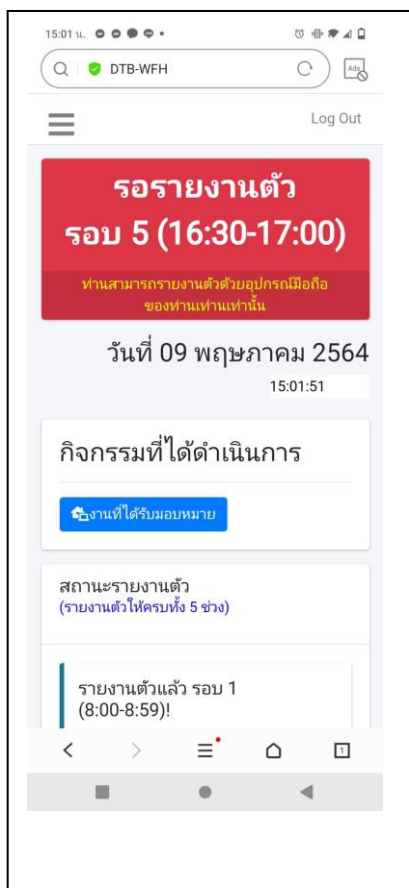 15:01 น.
DTB-WFH
Ads
Log Out
รอรายงานตัว
รอบ 5 (16:30-17:00)
ท่านสามารถรายงานตัวด้วยอุปกรณ์มือถือ
ของท่านเท่านเท่านั้น
วันที่ 09 พฤษภาคม 2564
15:01:51
กิจกรรมที่ได้ดำเนินการ
งานที่ได้รับมอบหมาย
สถานะรายงานตัว
(รายงานตัวให้ครบทั้ง 5 ช่วง)
รายงานตัวแล้ว รอบ 1
(8:00-8:59)!
1